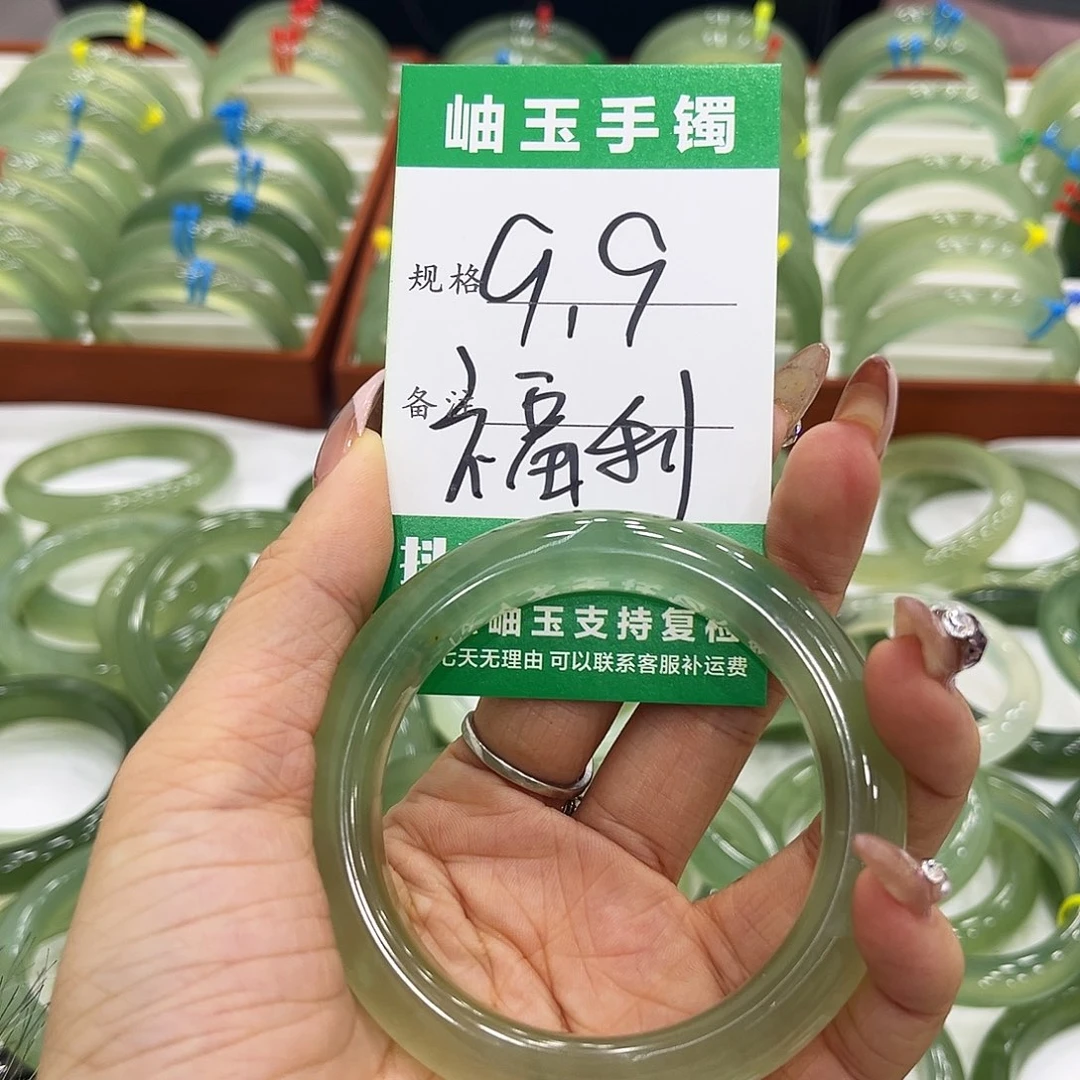 岫玉手镯
规格 9.9
备注 福利
抖
岫玉支持复检
七天无理由 可以联系客服补运费